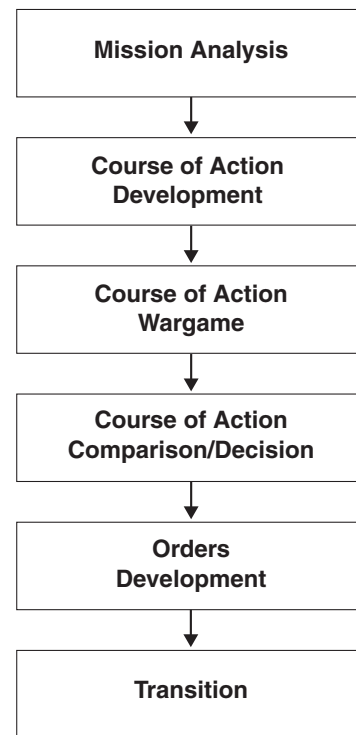 Mission Analysis
Course of Action
Development
Course of Action
Wargame
Course of Action
Comparison/Decision
Orders
Development
Transition